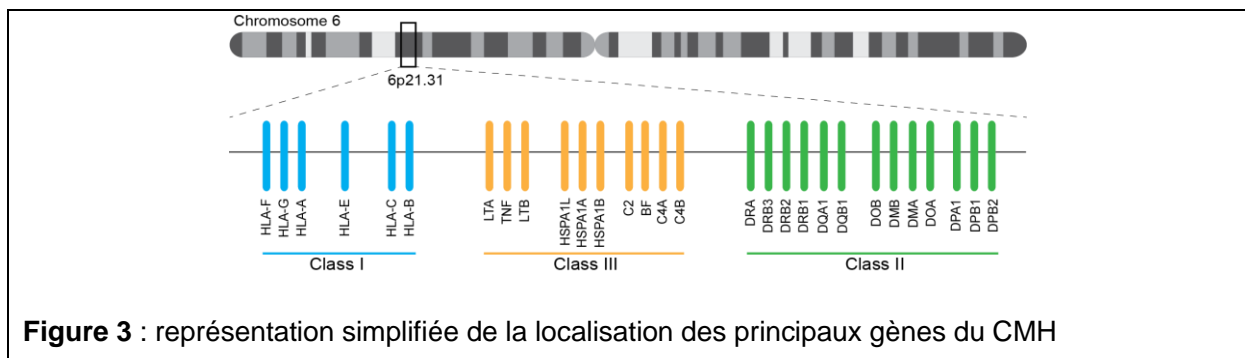 Chromosome 6
6p21.31
HLA-F
HLA-G
HLA-A
HLA-E
HLA-C
HLA-B
LTA
TNF
LTB
HSPA1L
HSPA1A
HSPA1B
C2
BF
C4A
C4B
DRA
DRB3
DRB2
DRB1
DQA1
DQB1
DOB
DMB
DMA
DOA
DPA1
DPB1
DPB2
Class I
Class III
Class II
Figure 3 : représentation simplifiée de la localisation des principaux gènes du CMH